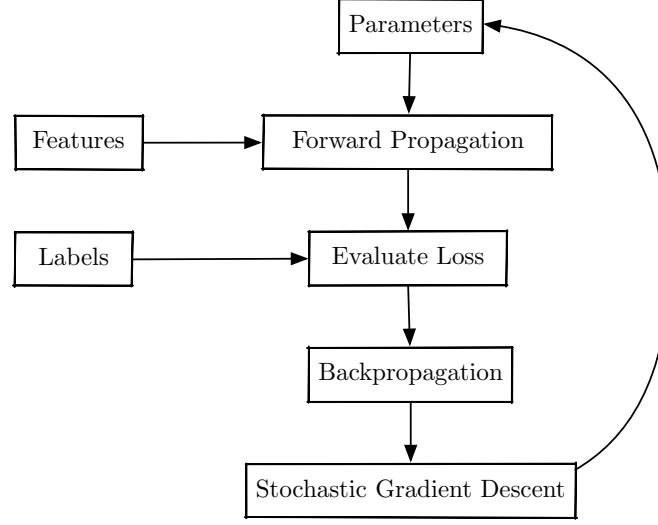 Parameters
Features
Forward Propagation
Labels
Evaluate Loss
Backpropagation
Stochastic Gradient Descent